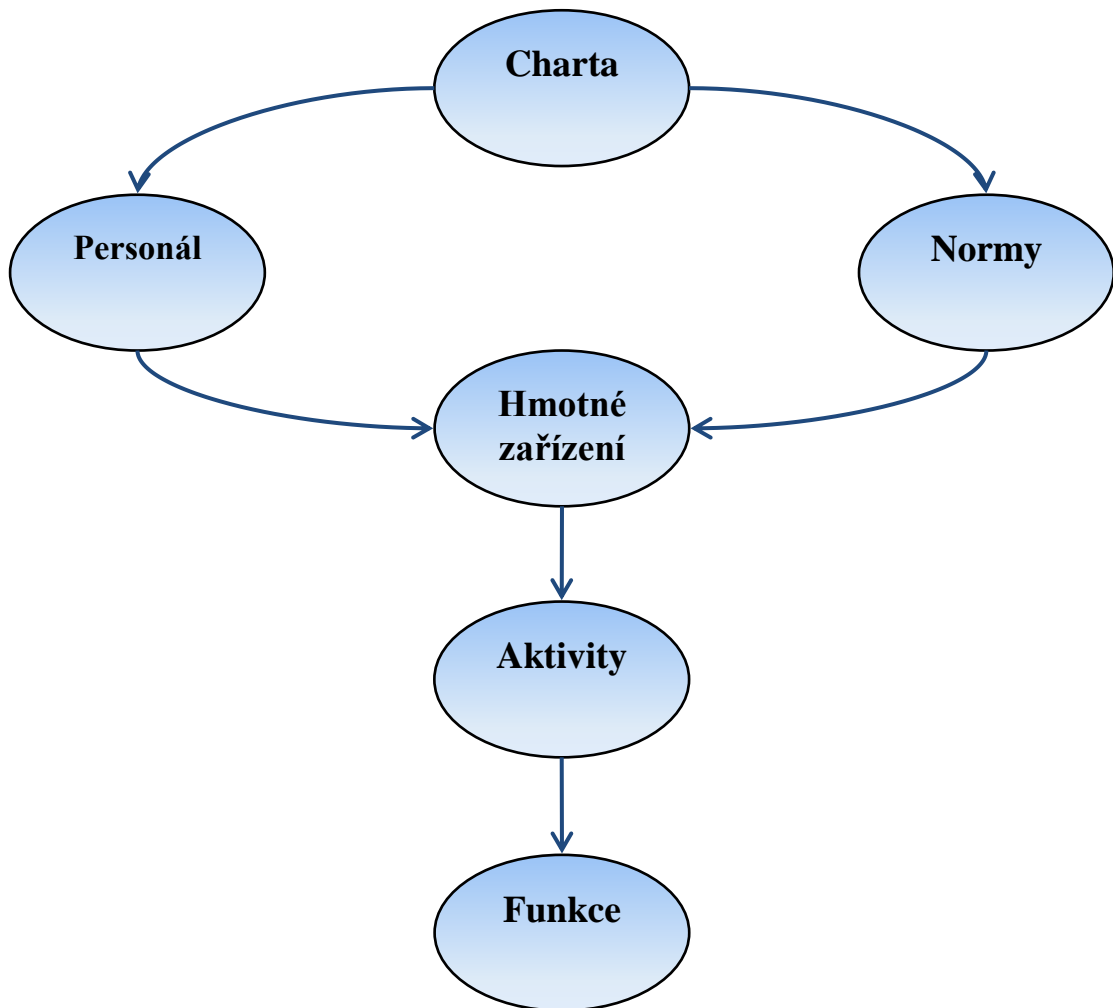 Charta
Personál
Normy
Hmotné
zařízení
Aktivity
Funkce